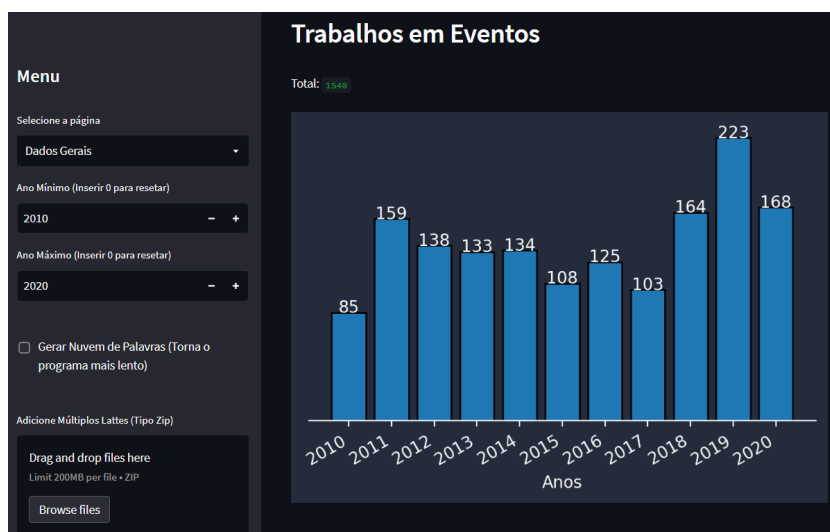 Menu
Selecione a página
Dados Gerais
Ano Mínimo (Inserir 0 para resetar)
2010
Ano Máximo (Inserir 0 para resetar)
2020
Gerar Nuvem de Palavras (Torna o
programa mais lento)
Adicione Múltiplos Lattes (Tipo Zip)
Drag and drop files here
Limit 200MB per file • ZIP
Browse files
Trabalhos em Eventos
Total: 1540
85
159
138
133
134
108
125
103
164
223
168
2010 2011 2012 2013 2014 2015 2016 2017 2018 2019 2020
Anos